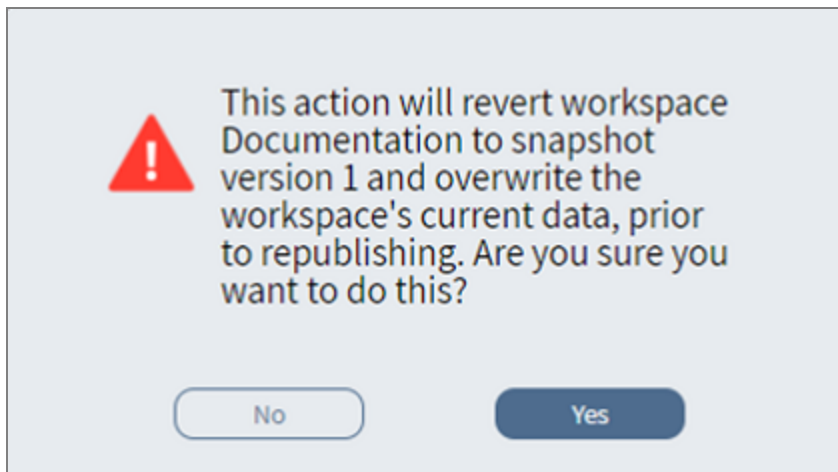 This action will revert workspace
Documentation to snapshot
version 1 and overwrite the
workspace's current data, prior
to republishing. Are you sure you
want to do this?
No
Yes